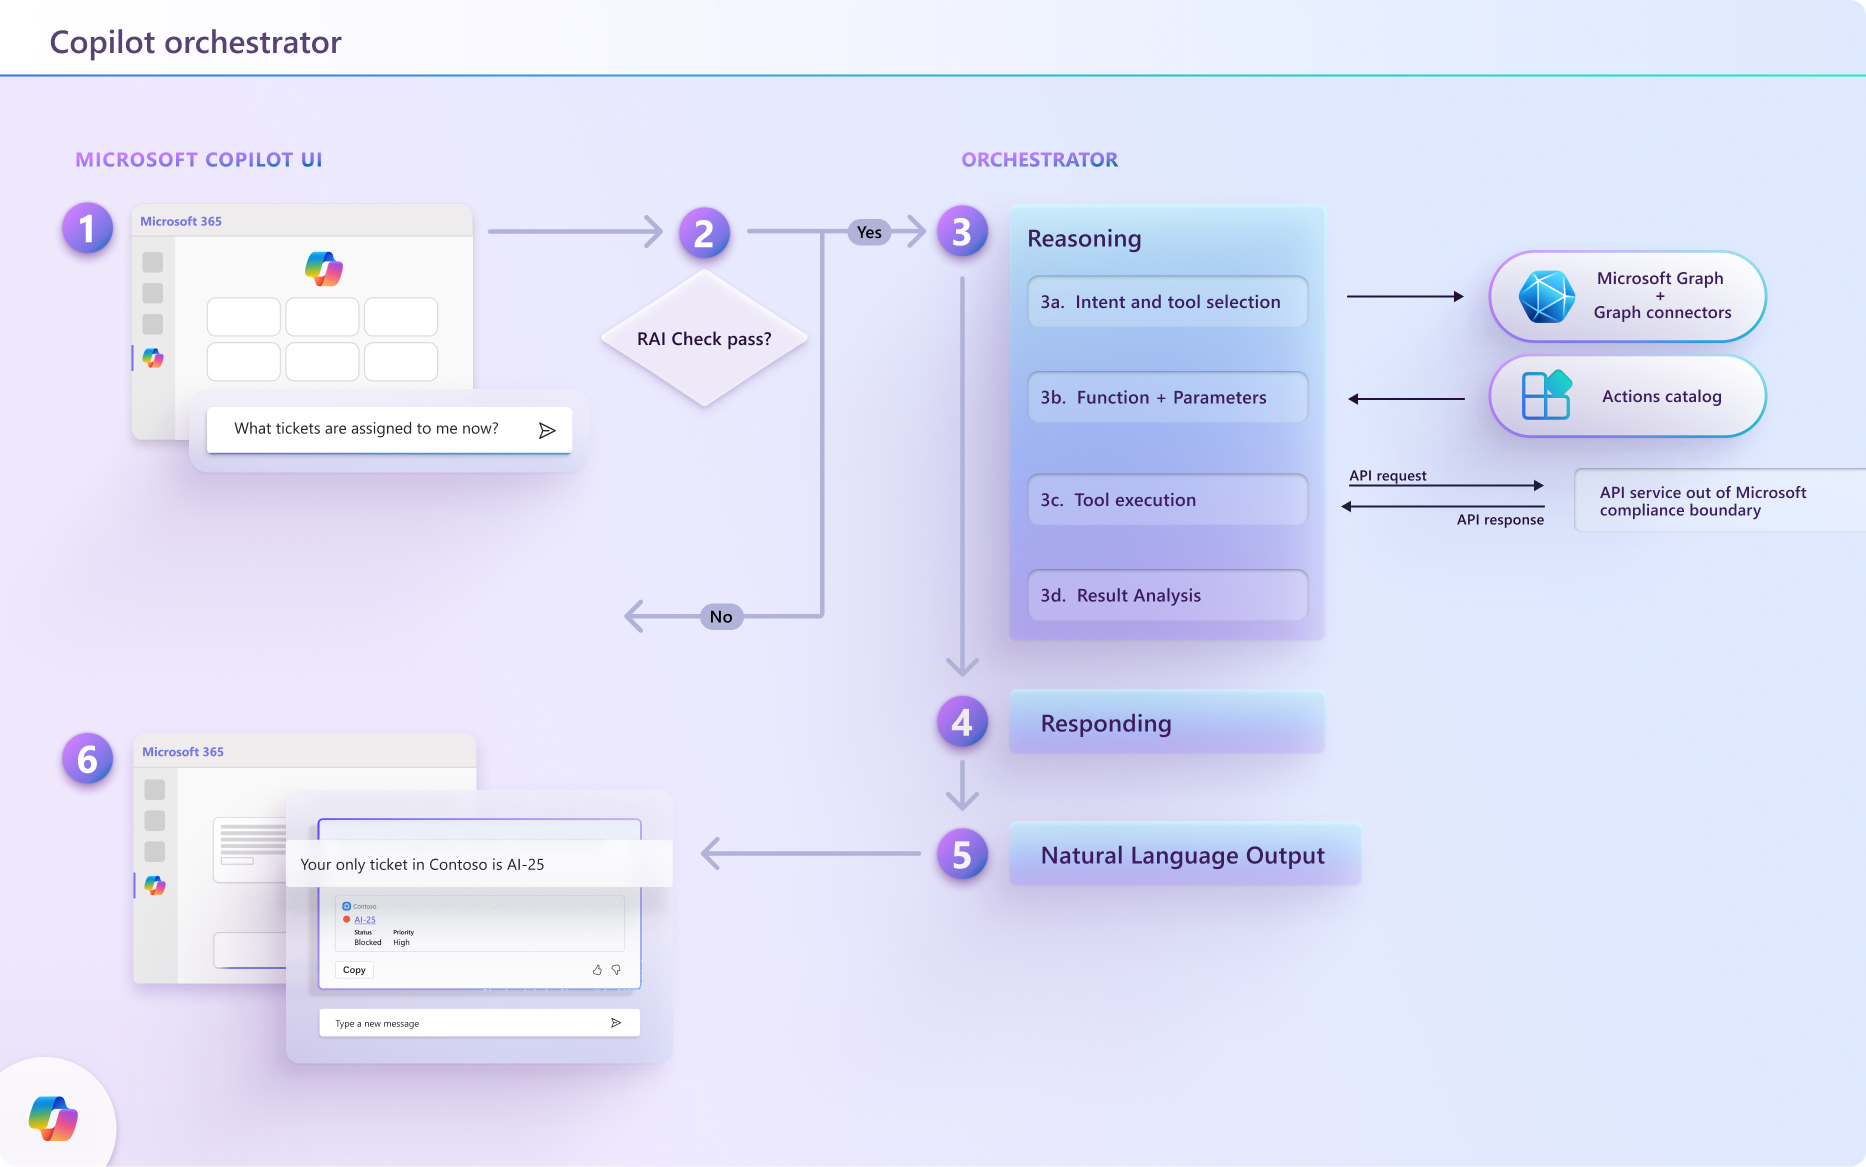 Copilot orchestrator
MICROSOFT COPILOT UI
1
Microsoft 365
What tickets are assigned to me now?
2
RAI Check pass?
Yes
No
ORCHESTRATOR
3
Reasoning
3a. Intent and tool selection
3b. Function + Parameters
3c. Tool execution
3d. Result Analysis
Microsoft Graph
+
Graph connectors
Actions catalog
API request
API response
API service out of Microsoft
compliance boundary
4
Responding
5
Natural Language Output
6
Microsoft 365
Your only ticket in Contoso is AI-25
Contoso
AI-25
Status Priority
Blocked High
Copy
Type a new message